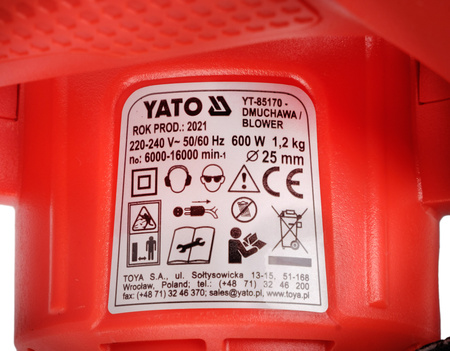 YATO
YT-85170 -
DMUCHAWA /
BLOWER
ROK PROD.: 2021
220-240 V~ 50/60 Hz 600 W 1,2 kg
no: 6000-16000 min-1 ⌀ 25 mm
CE
TOYA S.A., ul. Sołtysowicka 13-15, 51-168
Wrocław, Poland; tel.: (+48 71) 32 46 200
fax: (+48 71) 32 46 370; sales@yato.pl, www.toya.pl